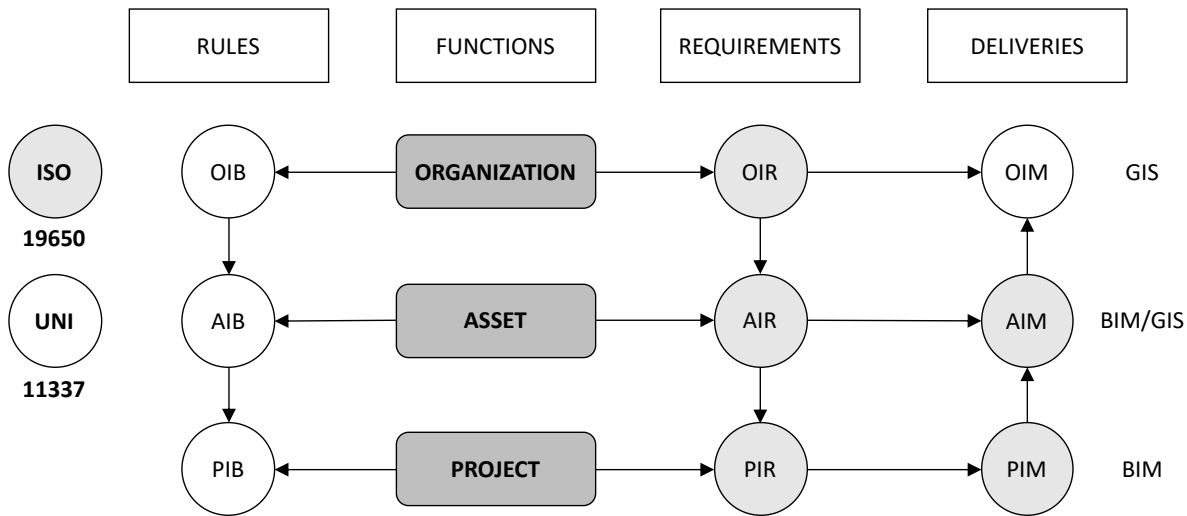 RULES
FUNCTIONS
REQUIREMENTS
DELIVERIES
ISO
19650
OIB
ORGANIZATION
OIR
OIM
GIS
UNI
11337
AIB
ASSET
AIR
AIM
BIM/GIS
PIB
PROJECT
PIR
PIM
BIM